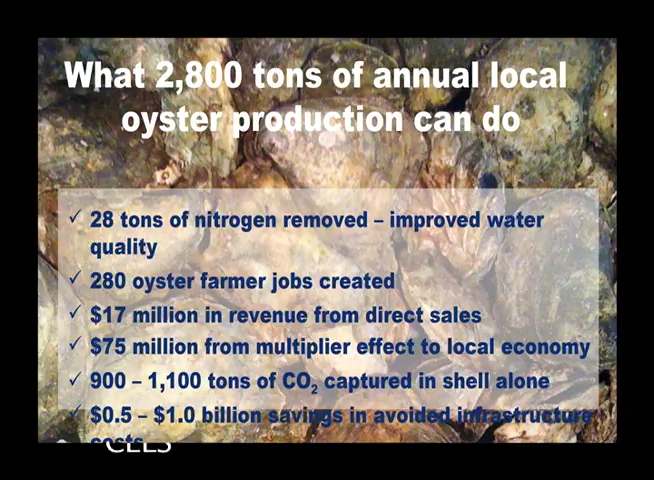 What 2,800 tons of annual local
oyster production can do
✓ 28 tons of nitrogen removed – improved water
quality
✓ 280 oyster farmer jobs created
✓ $17 million in revenue from direct sales
✓ $75 million from multiplier effect to local economy
✓ 900 – 1,100 tons of CO₂ captured in shell alone
✓ $0.5 – $1.0 billion savings in avoided infrastructure
costs